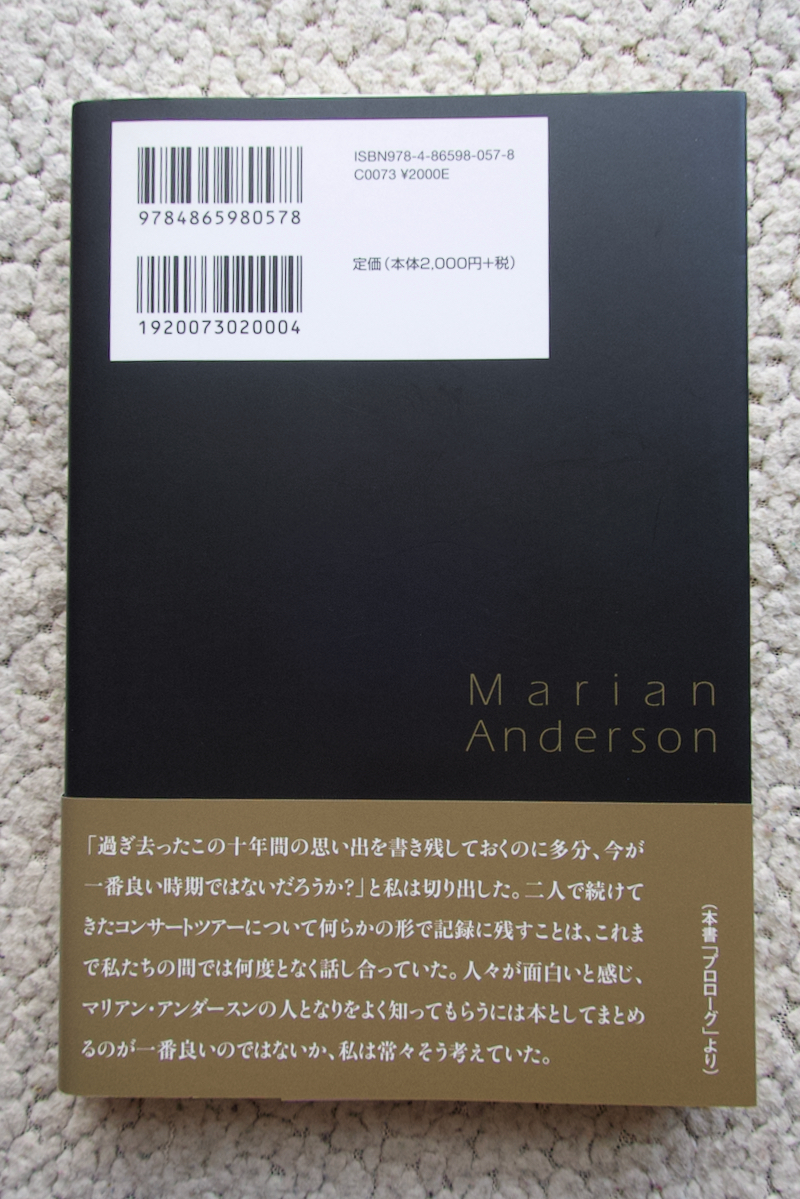 ISBN978-4-86598-057-8
C0073 ¥2000E
9784865980578
定価(本体2,000円+税)
1920073020004
Marian
Anderson
「過ぎ去ったこの十年間の思い出を書き残しておくのに多分、今が
一番良い時期ではないだろうか?」と私は切り出した。二人で続けて
きたコンサートツアーについて何らかの形で記録に残すことは、これま
で私たちの間では何度となく話し合っていた。人々が面白いと感じ、
マリアン・アンダースンの人となりをよく知ってもらうには本としてまとめ
るのが一番良いのではないか、私は常々そう考えていた。
(本書「プロローグ」より)